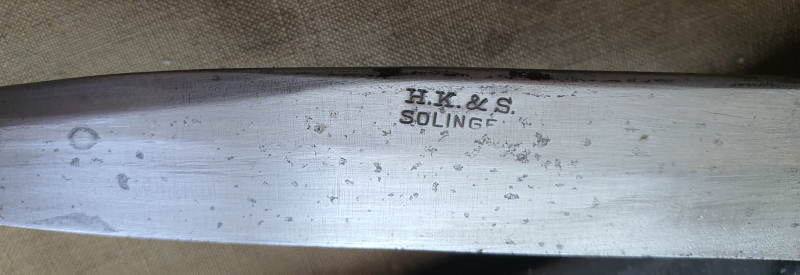 H.K. & S.
SOLINGE